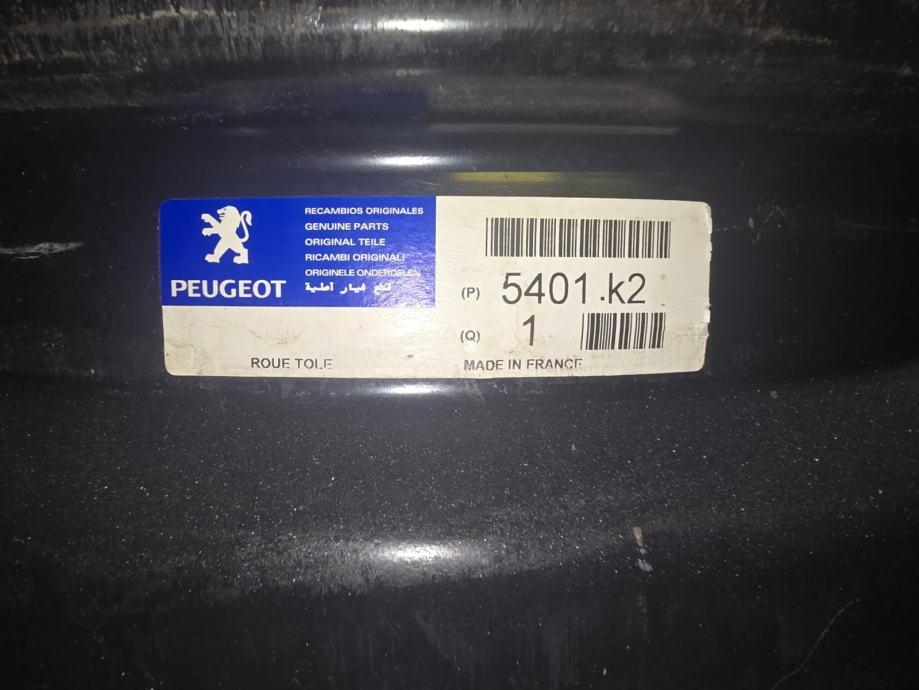 RECAMBIOS ORIGINALES
GENUINE PARTS
ORIGINAL TEILE
RICAMBI ORIGINALI
ORIGINELE ONDERDELEN
قطع غيار أصلية
PEUGEOT
ROUE TOLE
(P) 5401.k2
(Q) 1
MADE IN FRANCE